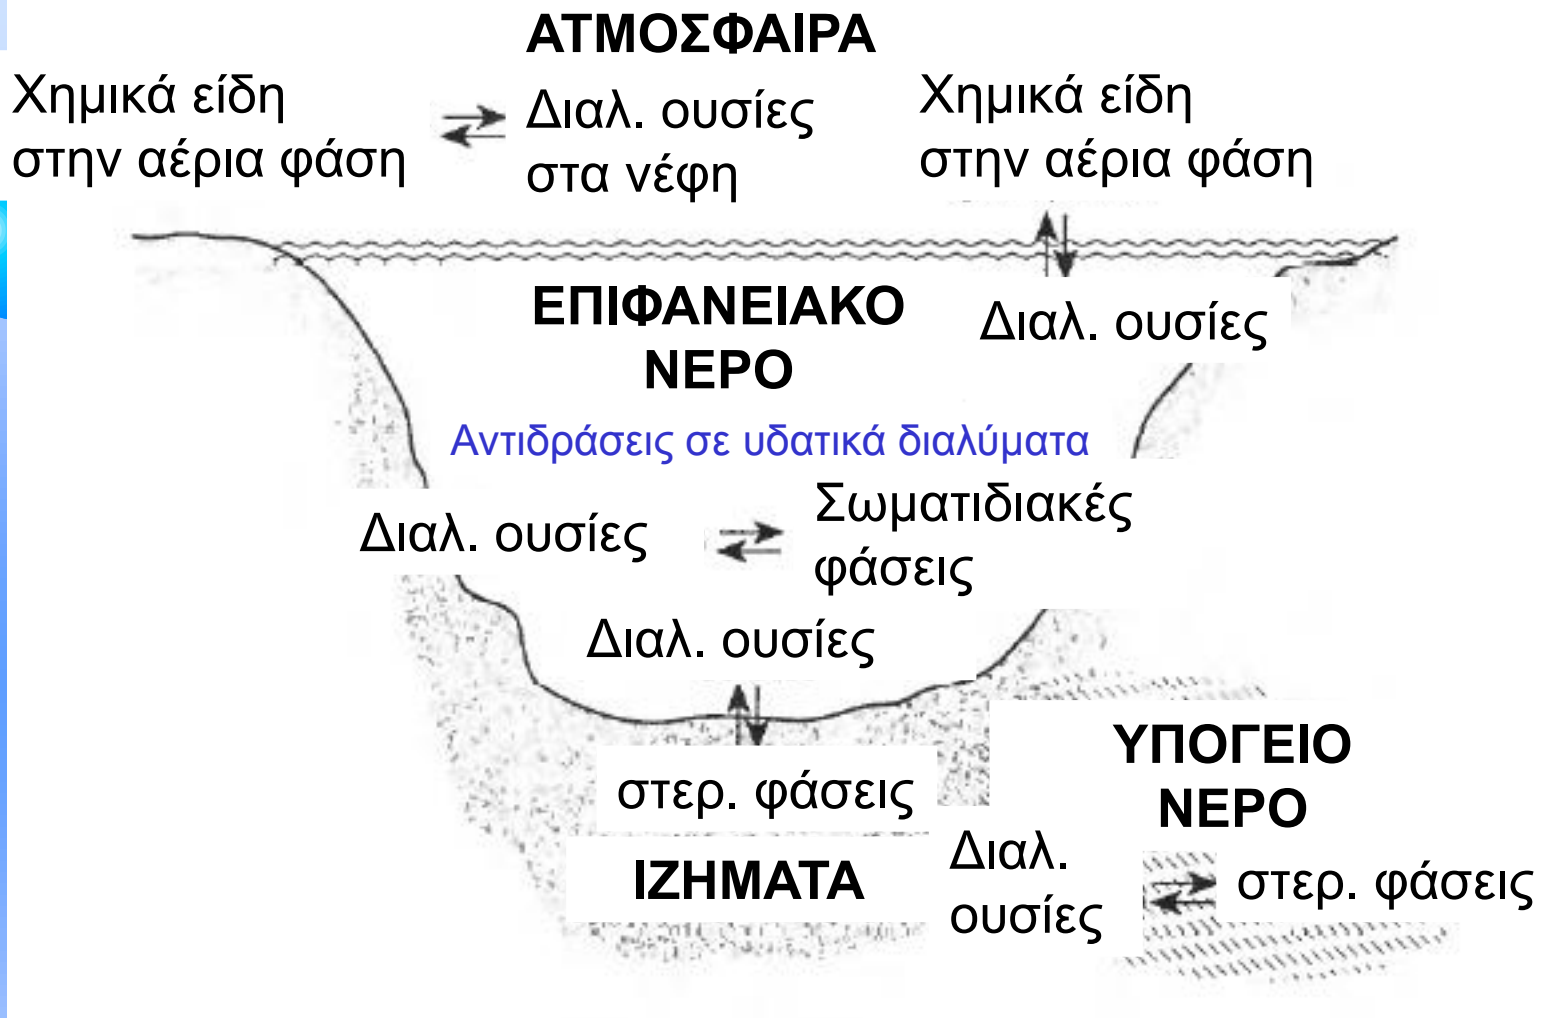 ΑΤΜΟΣΦΑΙΡΑ
Χημικά είδη
στην αέρια φάση
Διαλ. ουσίες
στα νέφη
Χημικά είδη
στην αέρια φάση
ΕΠΙΦΑΝΕΙΑΚΟ
ΝΕΡΟ
Διαλ. ουσίες
Αντιδράσεις σε υδατικά διαλύματα
Διαλ. ουσίες
Σωματιδιακές
φάσεις
Διαλ. ουσίες
στερ. φάσεις
ΙΖΗΜΑΤΑ
ΥΠΟΓΕΙΟ
ΝΕΡΟ
Διαλ.
ουσίες
στερ. φάσεις